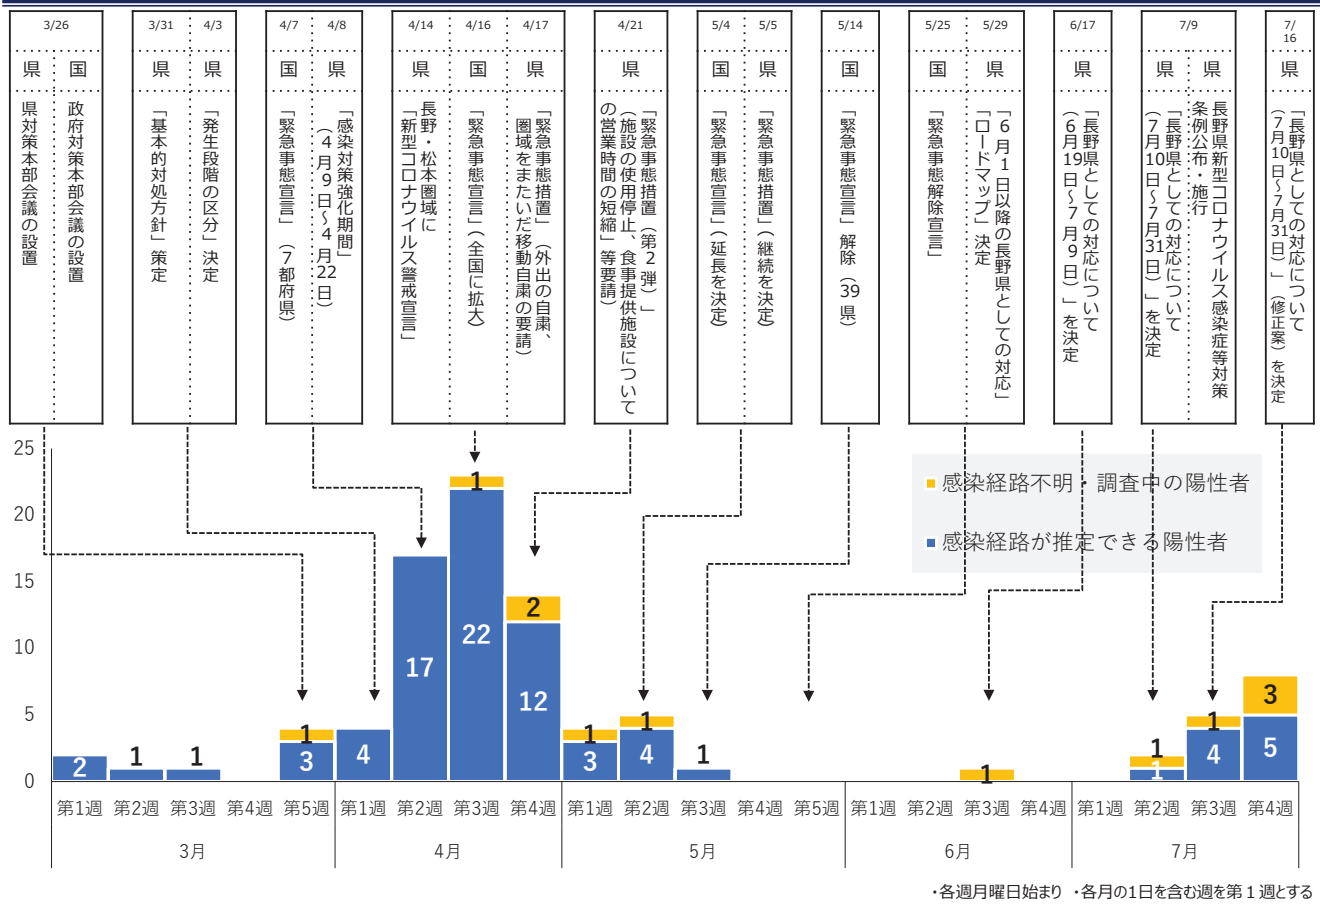 3/26
県
国
県対策本部会議の設置
政府対策本部会議の設置
3/31
4/3
県
県
「基本的対処方針」策定
「発生段階の区分」決定
4/7
4/8
国
県
「緊急事態宣言」（７都府県）
「感染対策強化期間」
（４月９日～４月22日）
4/14
4/16
4/17
県
国
県
長野・松本圏域に
「新型コロナウイルス警戒宣言」
「緊急事態宣言」（全国に拡大）
「緊急事態措置」（外出の自粛、
圏域をまたいだ移動自粛の要請）
4/21
県
「緊急事態措置（第２弾）」
（施設の使用停止、食事提供施設について
の営業時間の短縮」等要請）
5/4
5/5
国
県
「緊急事態宣言」（延長を決定）
「緊急事態措置」（継続を決定）
5/14
県
「緊急事態宣言」解除（39県）
5/25
5/29
国
県
「緊急事態解除宣言」
「６月１日以降の長野県としての対応」
「ロードマップ」決定
6/17
県
「長野県としての対応について
（６月19日～７月９日）」を決定
7/9
県
県
「長野県としての対応について
（７月10日～７月31日）」を決定
長野県新型コロナウイルス感染症等対策
条例公布・施行
7/
16
県
「長野県としての対応について
（７月10日～７月31日）」（修正案）を決定
感染経路不明・調査中の陽性者
感染経路が推定できる陽性者
25
20
15
10
5
0
2
1
1
1
3
4
17
1
22
2
12
1
3
1
4
1
1
1
1
1
4
3
5
第1週 第2週 第3週 第4週 第5週 第1週 第2週 第3週 第4週 第1週 第2週 第3週 第4週 第5週 第1週 第2週 第3週 第4週 第1週 第2週 第3週 第4週
3月 4月 5月 6月 7月
・各週月曜日始まり ・各月の1日を含む週を第１週とする